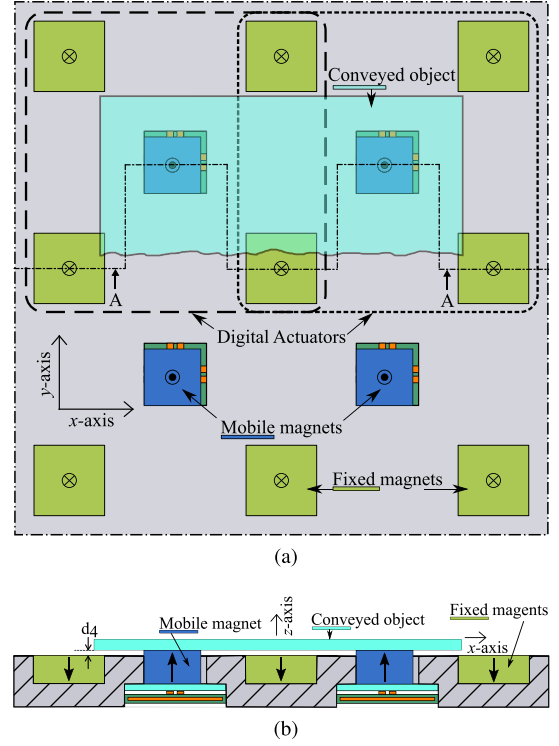 Conveyed object
A
A
Digital Actuators
y-axis
x-axis
Mobile magnets
Fixed magnets
(a)
d4
Mobile magnet
z-axis
Conveyed object
Fixed magents
x-axis
(b)